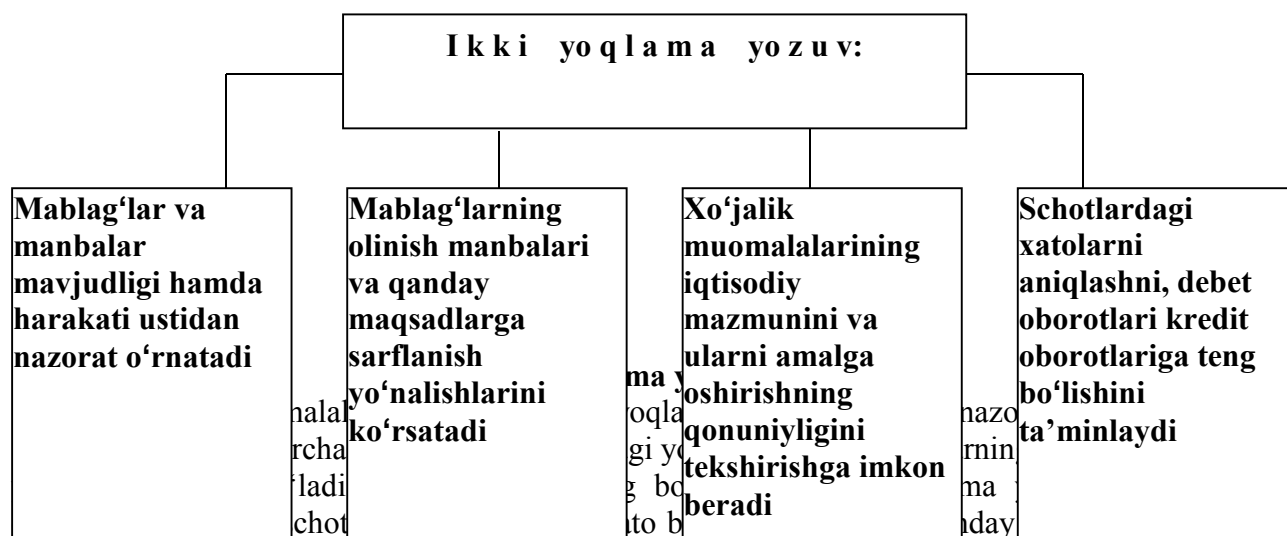 Ikki yoqlama yozuv:
Mablag‘lar va
manbalar
mavjudligi hamda
harakati ustidan
nazorat o‘rnatadi
Mablag‘larning
olinish manbalari
va qanday
maqsadlarga
sarflanish
yo‘nalishlarini
ko‘rsatadi
Xo‘jalik
muomalalarining
iqtisodiy
mazmunini va
ularni amalga
oshirishning
qonuniyligini
tekshirishga imkon
beradi
Schotlardagi
xatolarni
aniqlashni, debet
oborotlari kredit
oborotlariga teng
bo‘lishini
ta’minlaydi